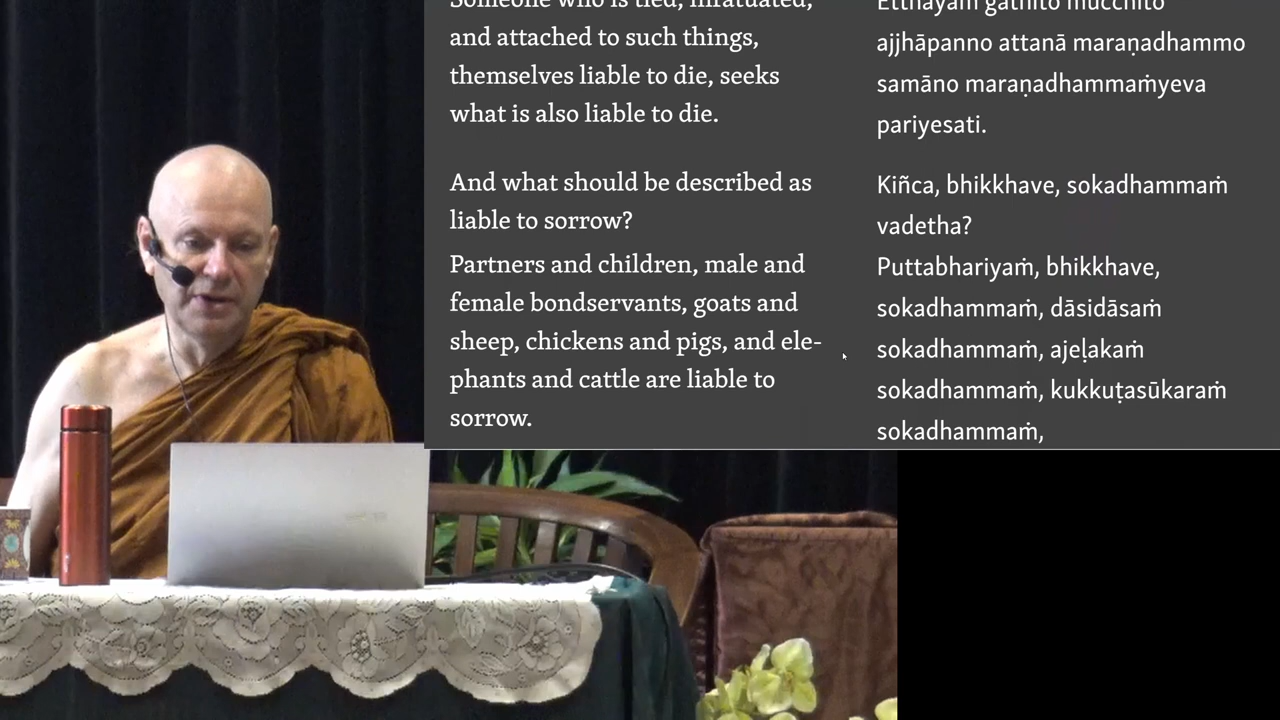 Someone who is tied, infatuated,
and attached to such things,
themselves liable to die, seeks
what is also liable to die.
And what should be described as
liable to sorrow?
Partners and children, male and
female bondservants, goats and
sheep, chickens and pigs, and ele-
phants and cattle are liable to
sorrow.
Etthāyaṁ gathito mucchito
ajjhāpanno attanā maraṇadhammo
samāno maraṇadhammaṁyeva
pariyesati.
Kiñca, bhikkhave, sokadhammaṁ
vadetha?
Puttabhariyaṁ, bhikkhave,
sokadhammaṁ, dāsidāsaṁ
sokadhammaṁ, ajeḷakaṁ
sokadhammaṁ, kukkuṭasūkaraṁ
sokadhammaṁ,